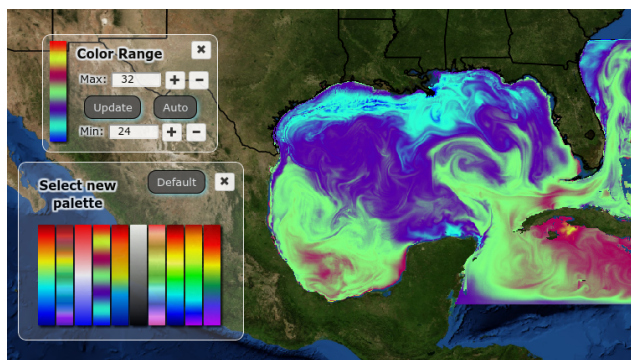 Color Range
Max: 32
Update Auto
Min: 24
Select new
palette
Default